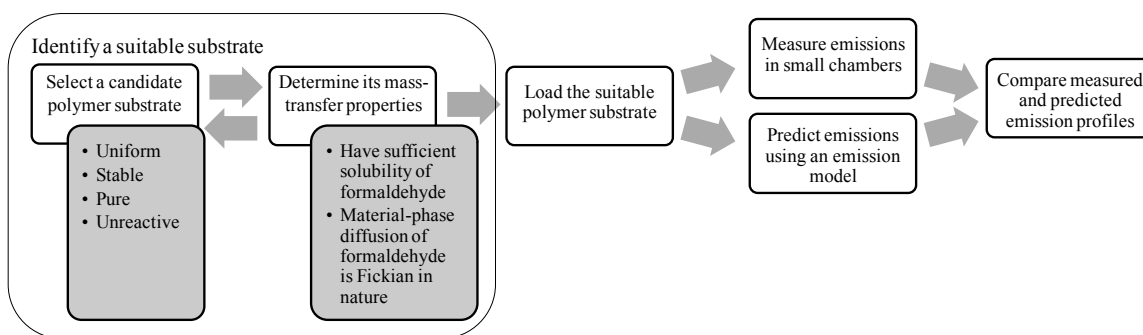 Identify a suitable substrate
Select a candidate
polymer substrate
• Uniform
• Stable
• Pure
• Unreactive
Determine its mass-
transfer properties
• Have sufficient
solubility of
formaldehyde
• Material-phase
diffusion of
formaldehyde
is Fickian in
nature
Load the suitable
polymer substrate
Measure emissions
in small chambers
Predict emissions
using an emission
model
Compare measured
and predicted
emission profiles